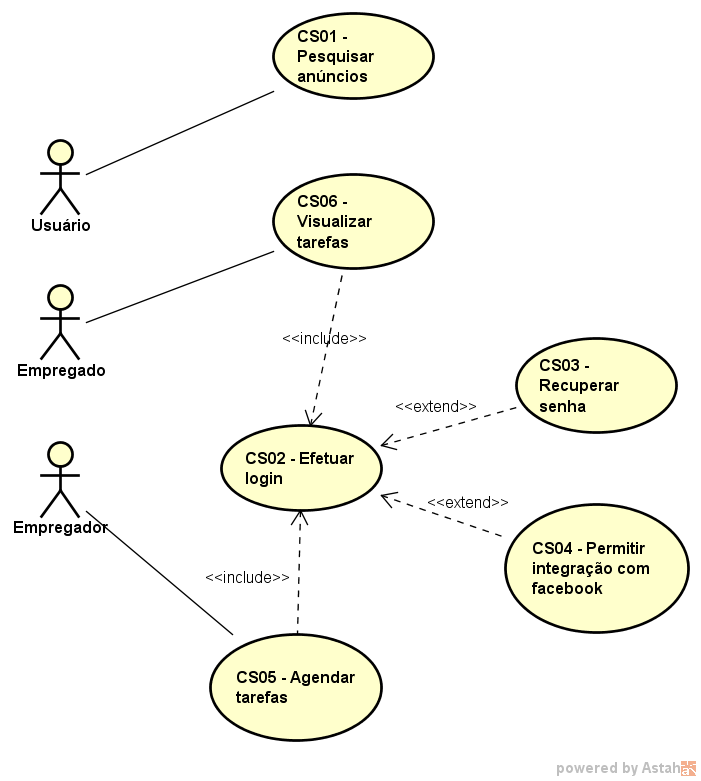 CS01 -
Pesquisar
anúncios
Usuário
CS06 -
Visualizar
tarefas
Empregado
<<include>>
CS03 -
Recuperar
senha
<<extend>>
CS02 - Efetuar
login
Empregador
<<extend>>
CS04 - Permitir
integração com
facebook
<<include>>
CS05 - Agendar
tarefas
powered by Astah